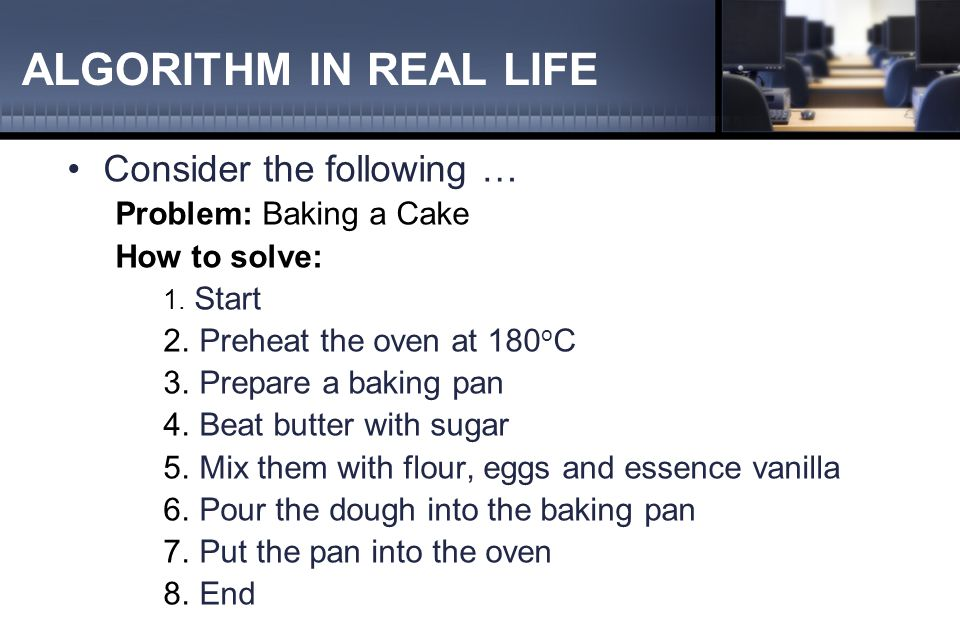 ALGORITHM IN REAL LIFE
• Consider the following …
Problem: Baking a Cake
How to solve:
1. Start
2. Preheat the oven at 180ºC
3. Prepare a baking pan
4. Beat butter with sugar
5. Mix them with flour, eggs and essence vanilla
6. Pour the dough into the baking pan
7. Put the pan into the oven
8. End